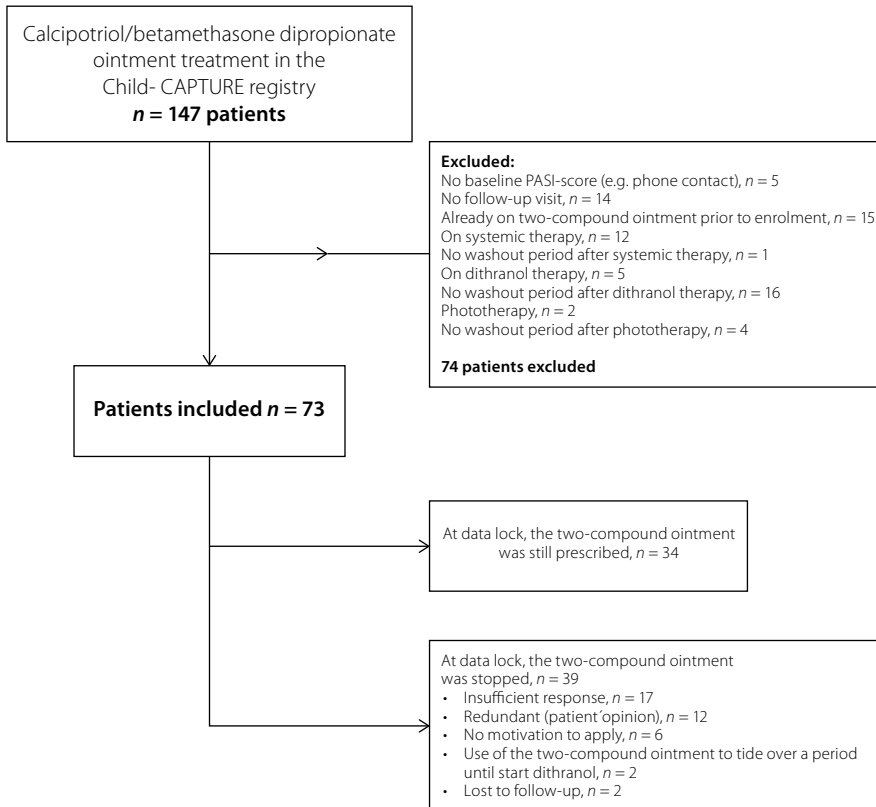 Calcipotriol/betamethasone dipropionate
ointment treatment in the
Child- CAPTURE registry
n = 147 patients
Excluded:
No baseline PASI-score (e.g. phone contact), n = 5
No follow-up visit, n = 14
Already on two-compound ointment prior to enrolment, n = 15
On systemic therapy, n = 12
No washout period after systemic therapy, n = 1
On dithranol therapy, n = 5
No washout period after dithranol therapy, n = 16
Phototherapy, n = 2
No washout period after phototherapy, n = 4
74 patients excluded
Patients included n = 73
At data lock, the two-compound ointment
was still prescribed, n = 34
At data lock, the two-compound ointment
was stopped, n = 39
• Insufficient response, n = 17
• Redundant (patient´opinion), n = 12
• No motivation to apply, n = 6
• Use of the two-compound ointment to tide over a period
until start dithranol, n = 2
• Lost to follow-up, n = 2